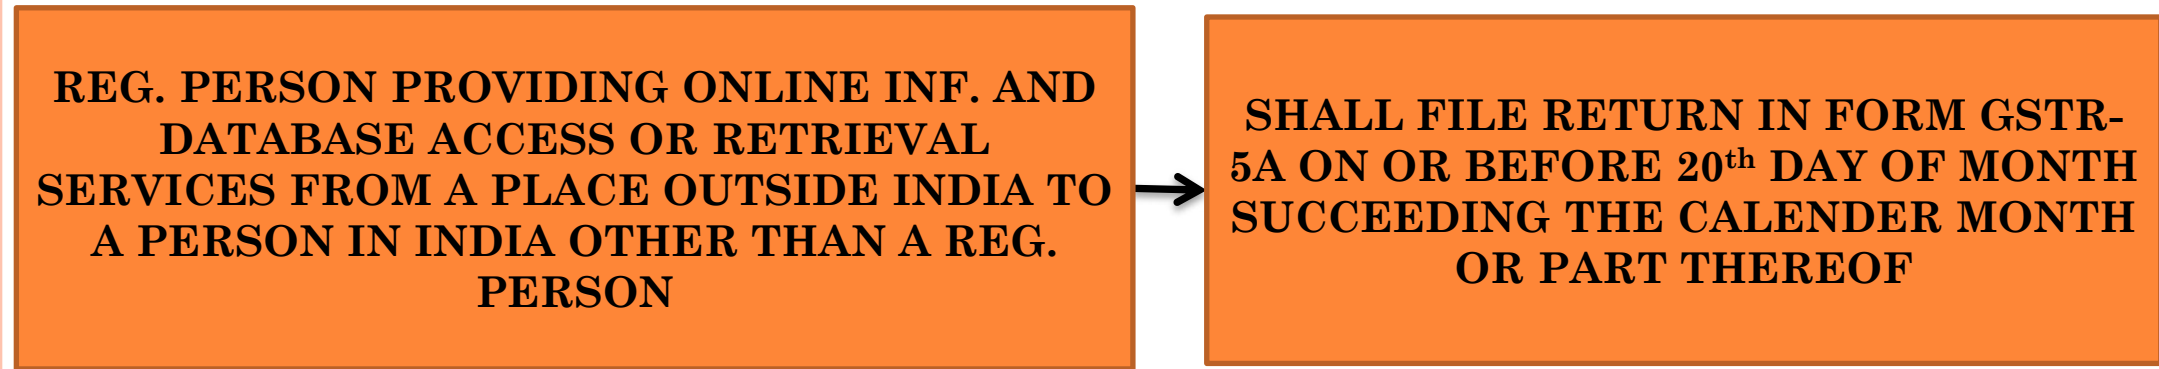 REG. PERSON PROVIDING ONLINE INF. AND
DATABASE ACCESS OR RETRIEVAL
SERVICES FROM A PLACE OUTSIDE INDIA TO
A PERSON IN INDIA OTHER THAN A REG.
PERSON
SHALL FILE RETURN IN FORM GSTR-
5A ON OR BEFORE 20th DAY OF MONTH
SUCCEEDING THE CALENDER MONTH
OR PART THEREOF